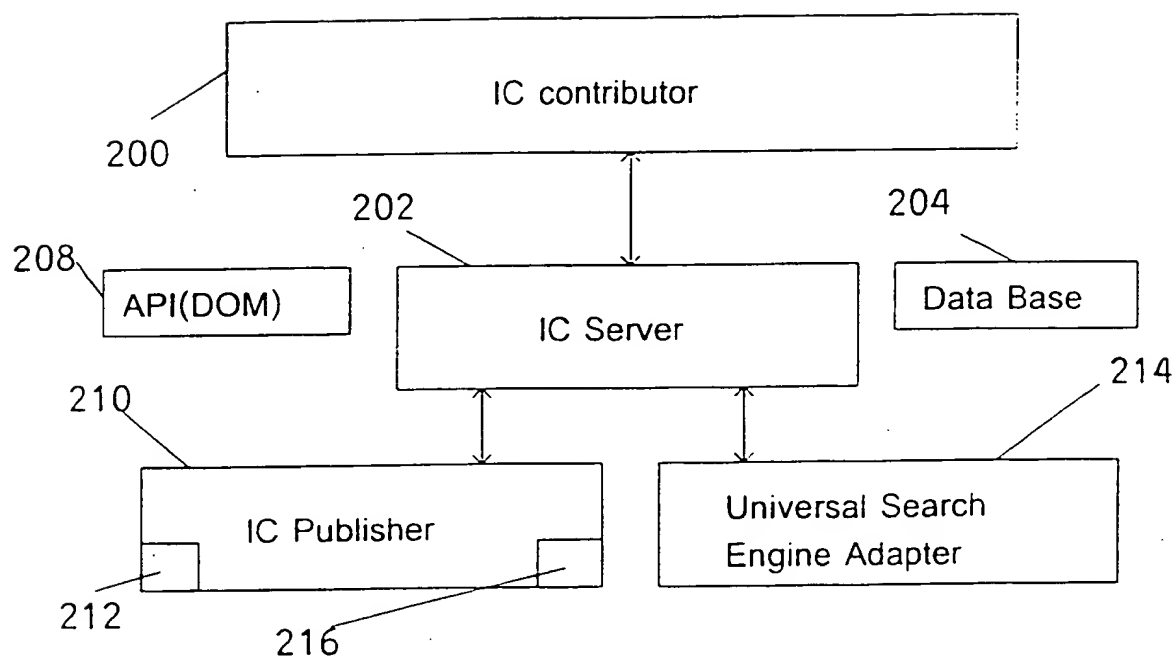 IC contributor
200
202
204
208
API(DOM)
IC Server
Data Base
210
214
IC Publisher
Universal Search
Engine Adapter
212
216